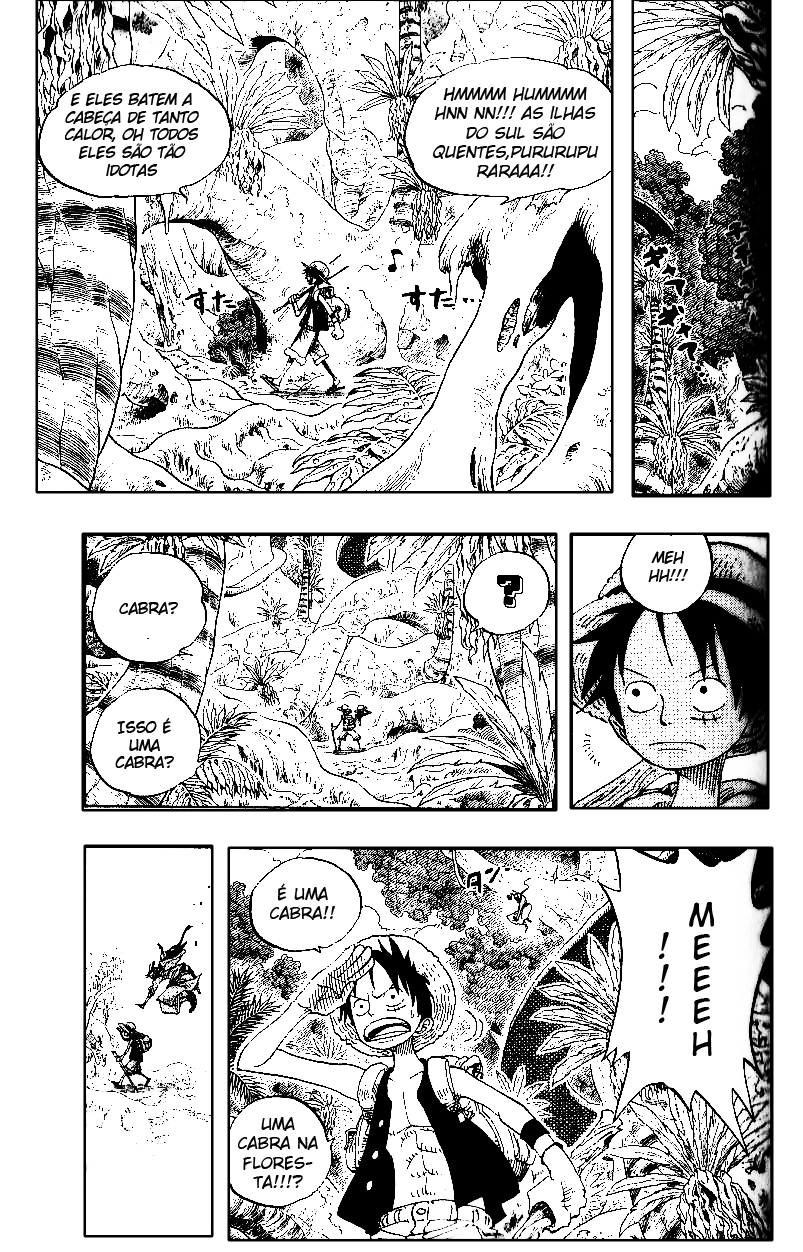 HMMMM HUMMMM
HNN NN!!! AS ILHAS
DO SUL SÃO
QUENTES,PURURUPU
RARAAA!!
E ELES BATEM A
CABEÇA DE TANTO
CALOR, OH TODOS
ELES SÃO TÃO
IDOTAS
すた…
すた…
MEH
HH!!!
?
CABRA?
ISSO É
UMA
CABRA?
MEEEH
!!!
タン
É UMA
CABRA!!
UMA
CABRA NA
FLORES-
TA!!!?